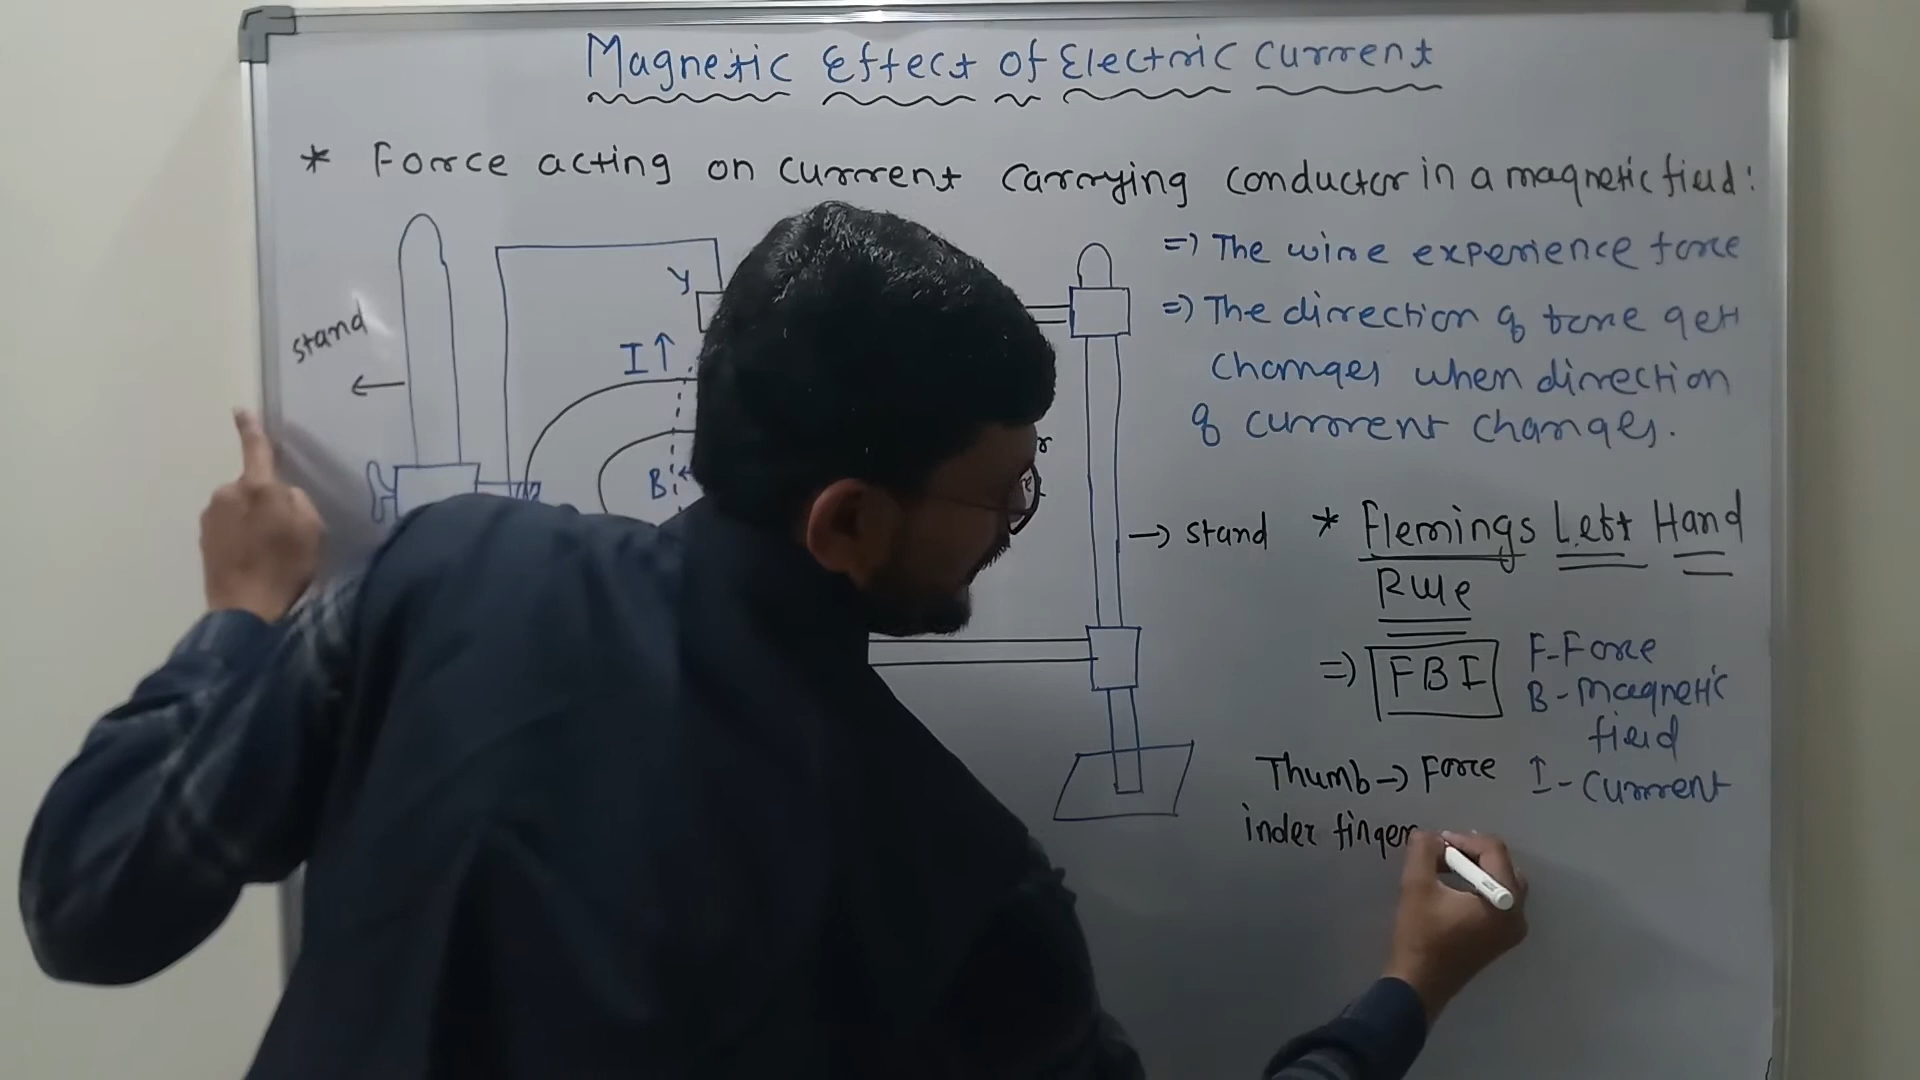 Magnetic Effect of Electric Current
* Force acting on current carrying conductor in a magnetic field:
stand
Y
I↑
B
=) The wire experience force
=) The direction of force get
changes when direction
of current changes.
→ stand
* Flemings Left Hand
Rule
=) FBI
F-Force
B - Magnetic
field
I - Current
Thumb → Force
index finger